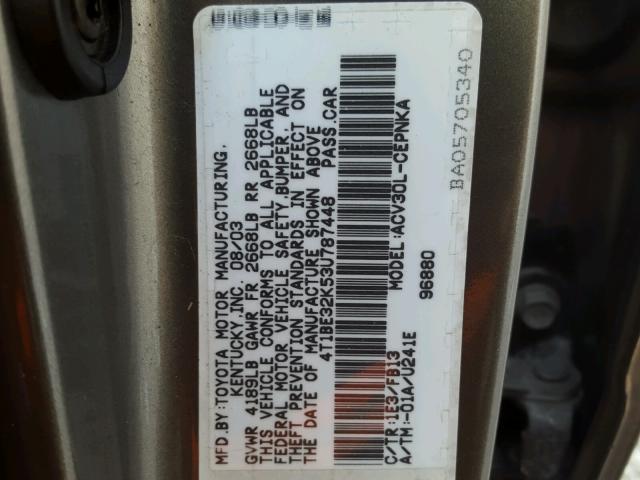 MFD.BY:TOYOTA MOTOR MANUFACTURING,
KENTUCKY,INC. 08/03
GVWR 4189LB GAWR FR 2668LB RR 2668LB
THIS VEHICLE CONFORMS TO ALL APPLICABLE
FEDERAL MOTOR VEHICLE SAFETY,BUMPER, AND
THEFT PREVENTION STANDARDS IN EFFECT ON
THE DATE OF MANUFACTURE SHOWN ABOVE
4T1BE32K53U787448 PASS.CAR
C/TR:1E3/FB13 MODEL:ACV30L-CEPNKA
A/TM:-01A/U241E 96880
BA05705340